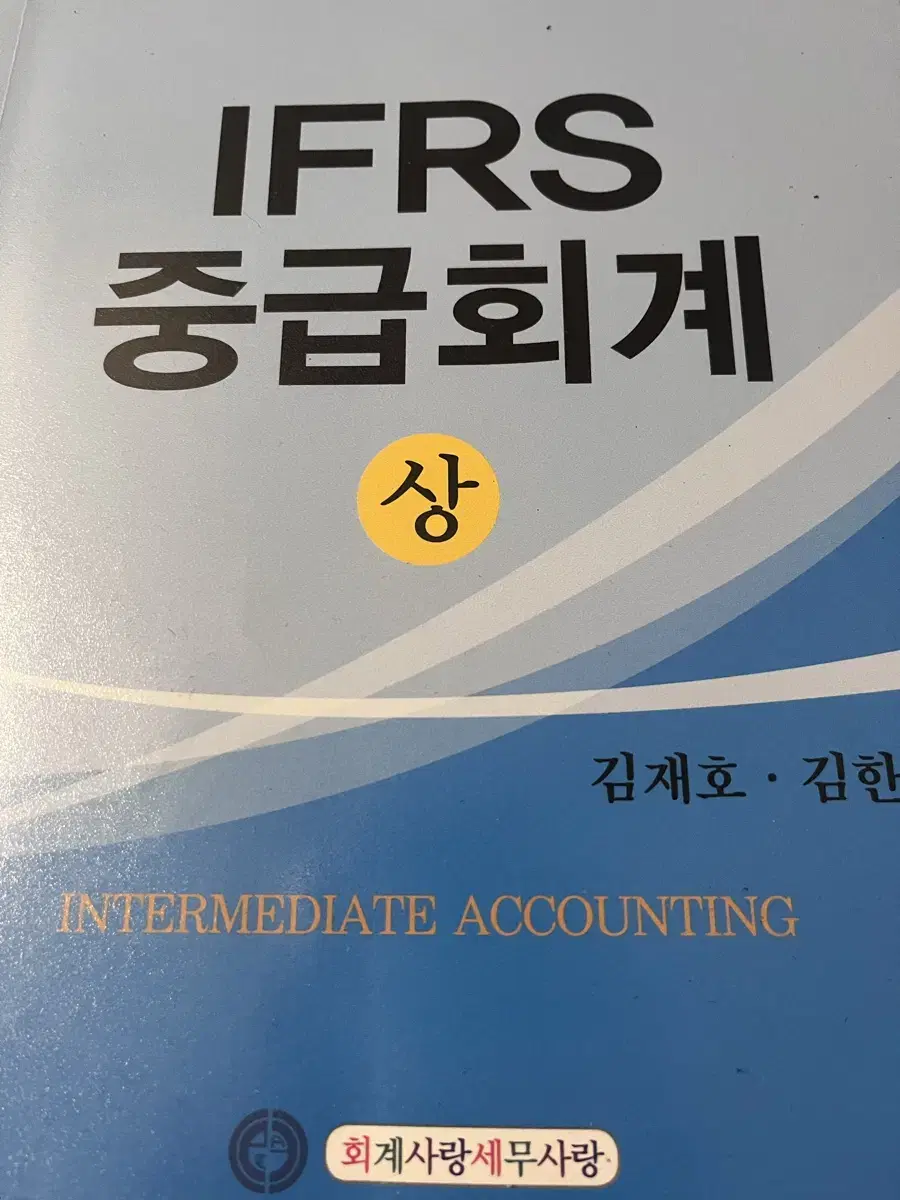 IFRS
중급회계
상
김재호 · 김한
INTERMEDIATE ACCOUNTING
회계사랑세무사랑